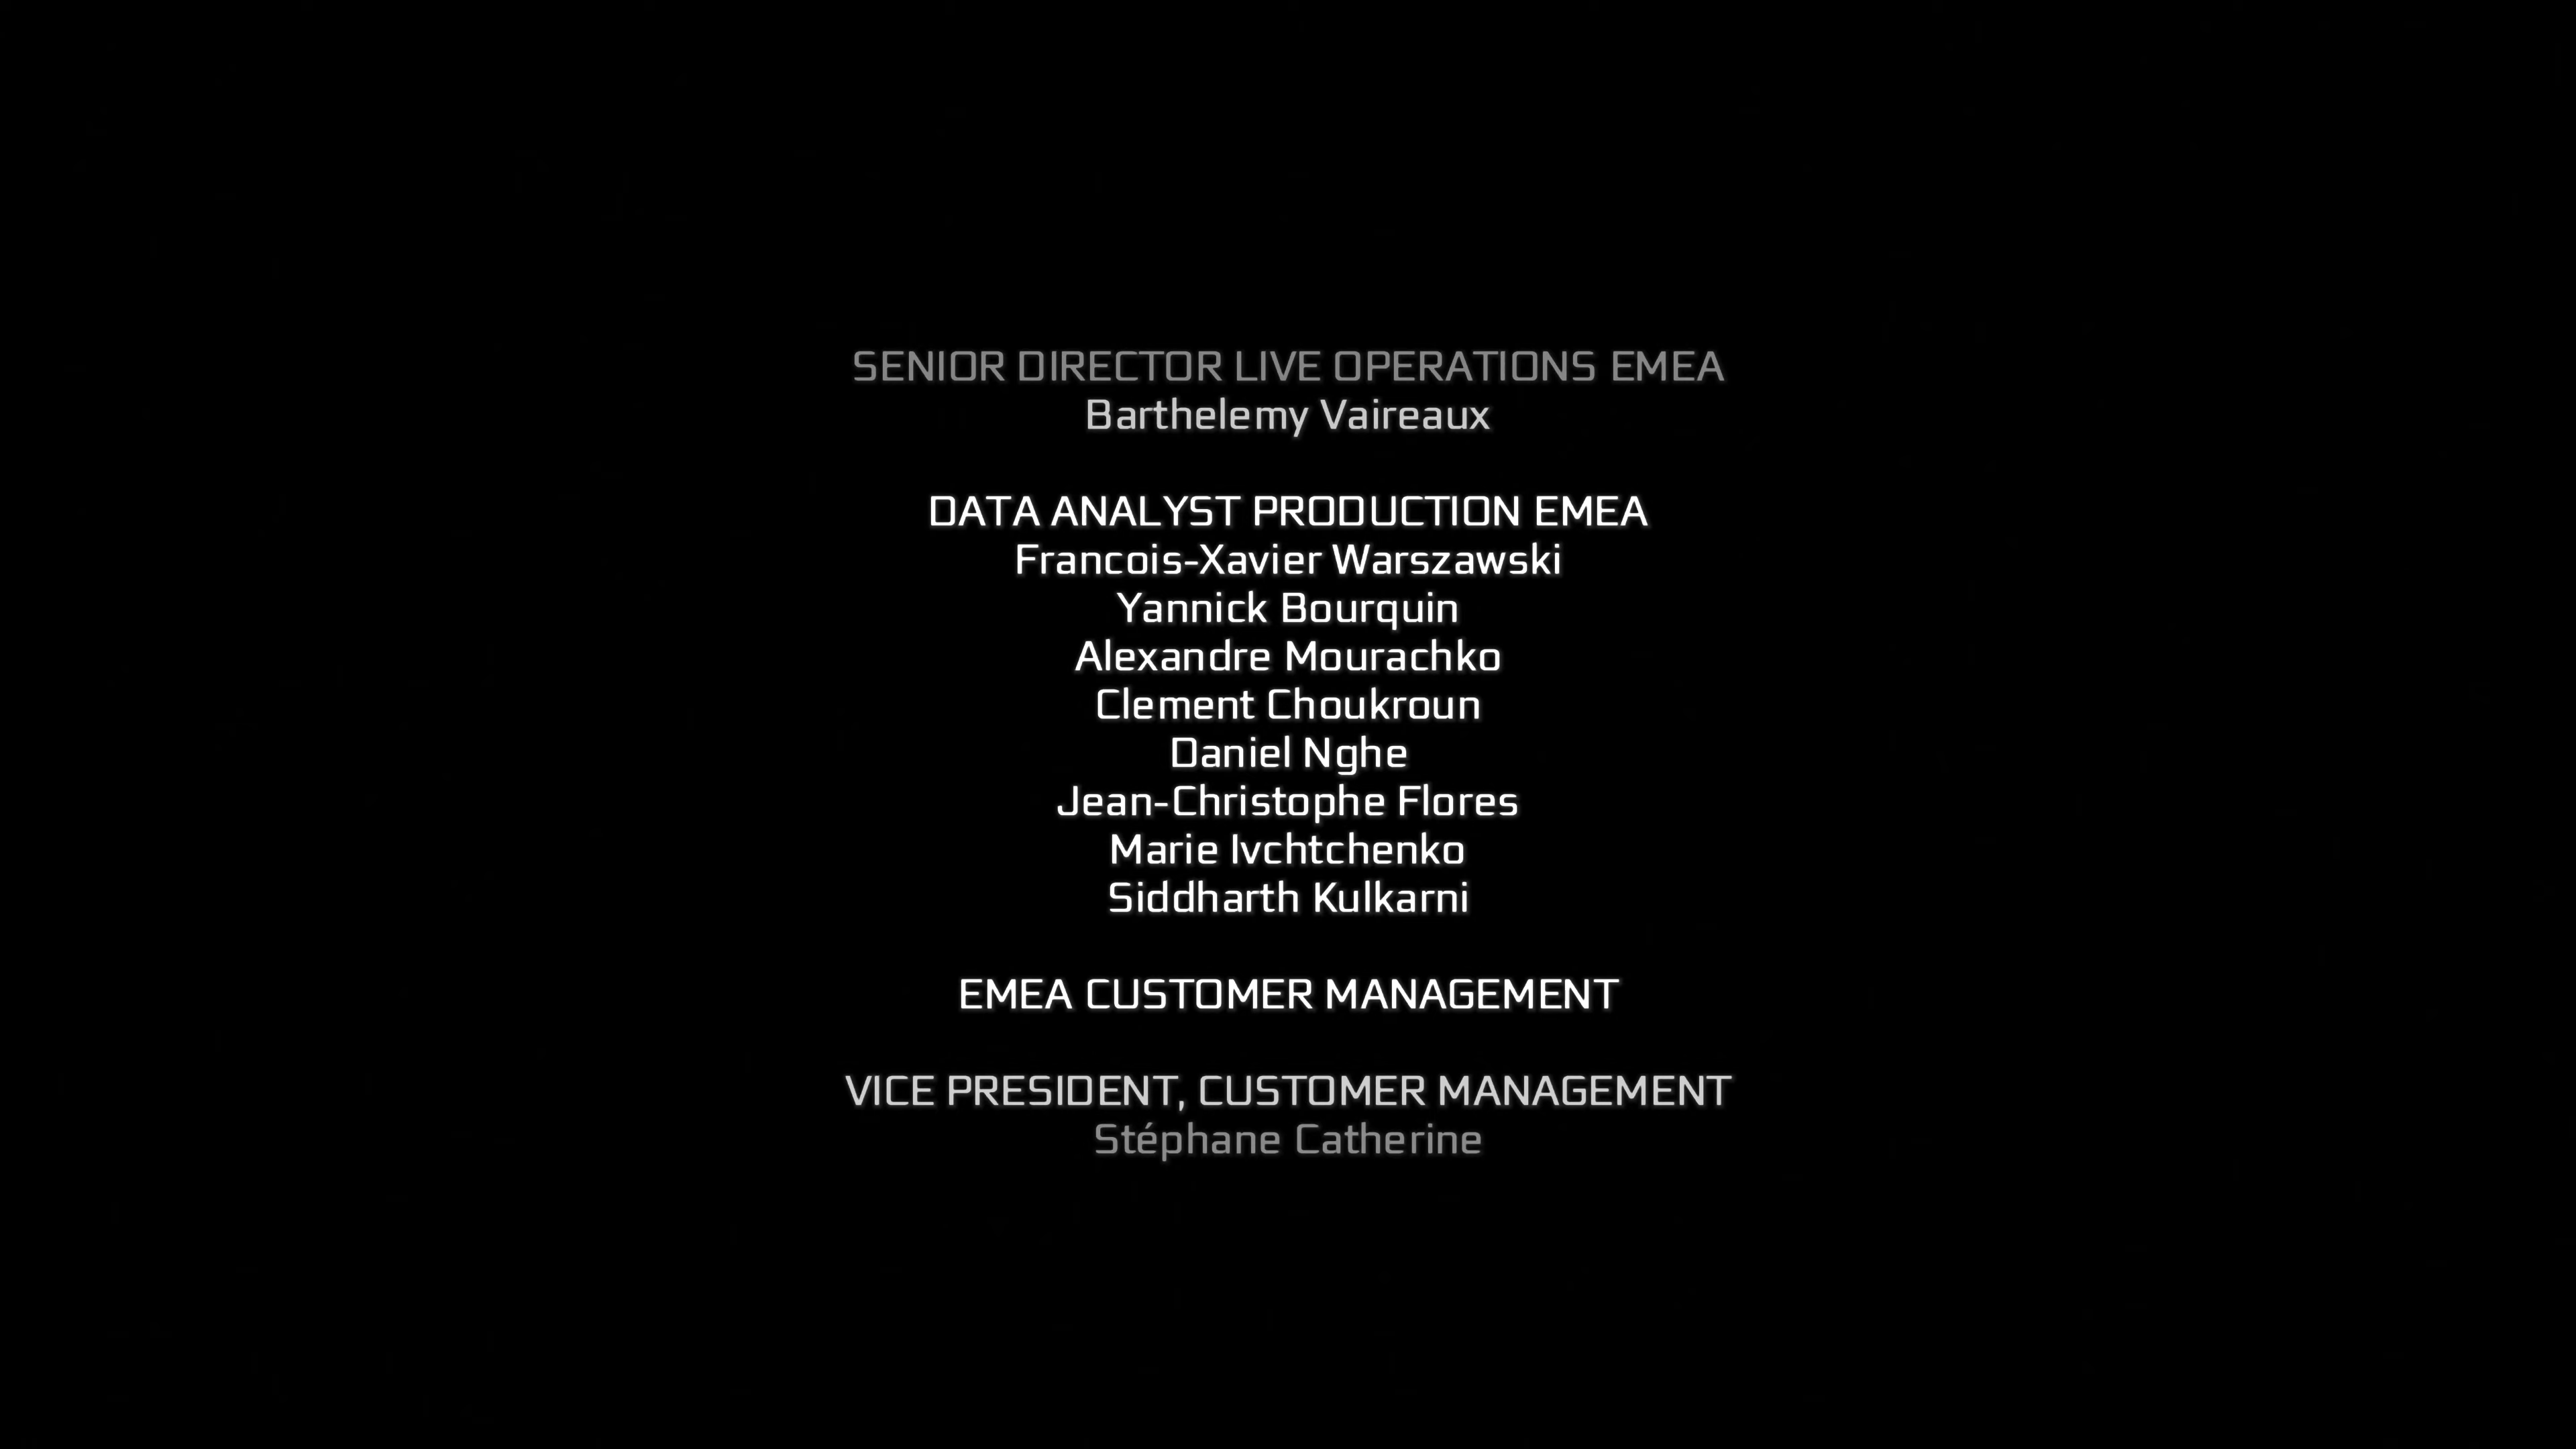 SENIOR DIRECTOR LIVE OPERATIONS EMEA
Barthelemy Vaireaux
DATA ANALYST PRODUCTION EMEA
Francois-Xavier Warszawski
Yannick Bourquin
Alexandre Mourachko
Clement Choukroun
Daniel Nghe
Jean-Christophe Flores
Marie Ivchtchenko
Siddharth Kulkarni
EMEA CUSTOMER MANAGEMENT
VICE PRESIDENT, CUSTOMER MANAGEMENT
Stéphane Catherine